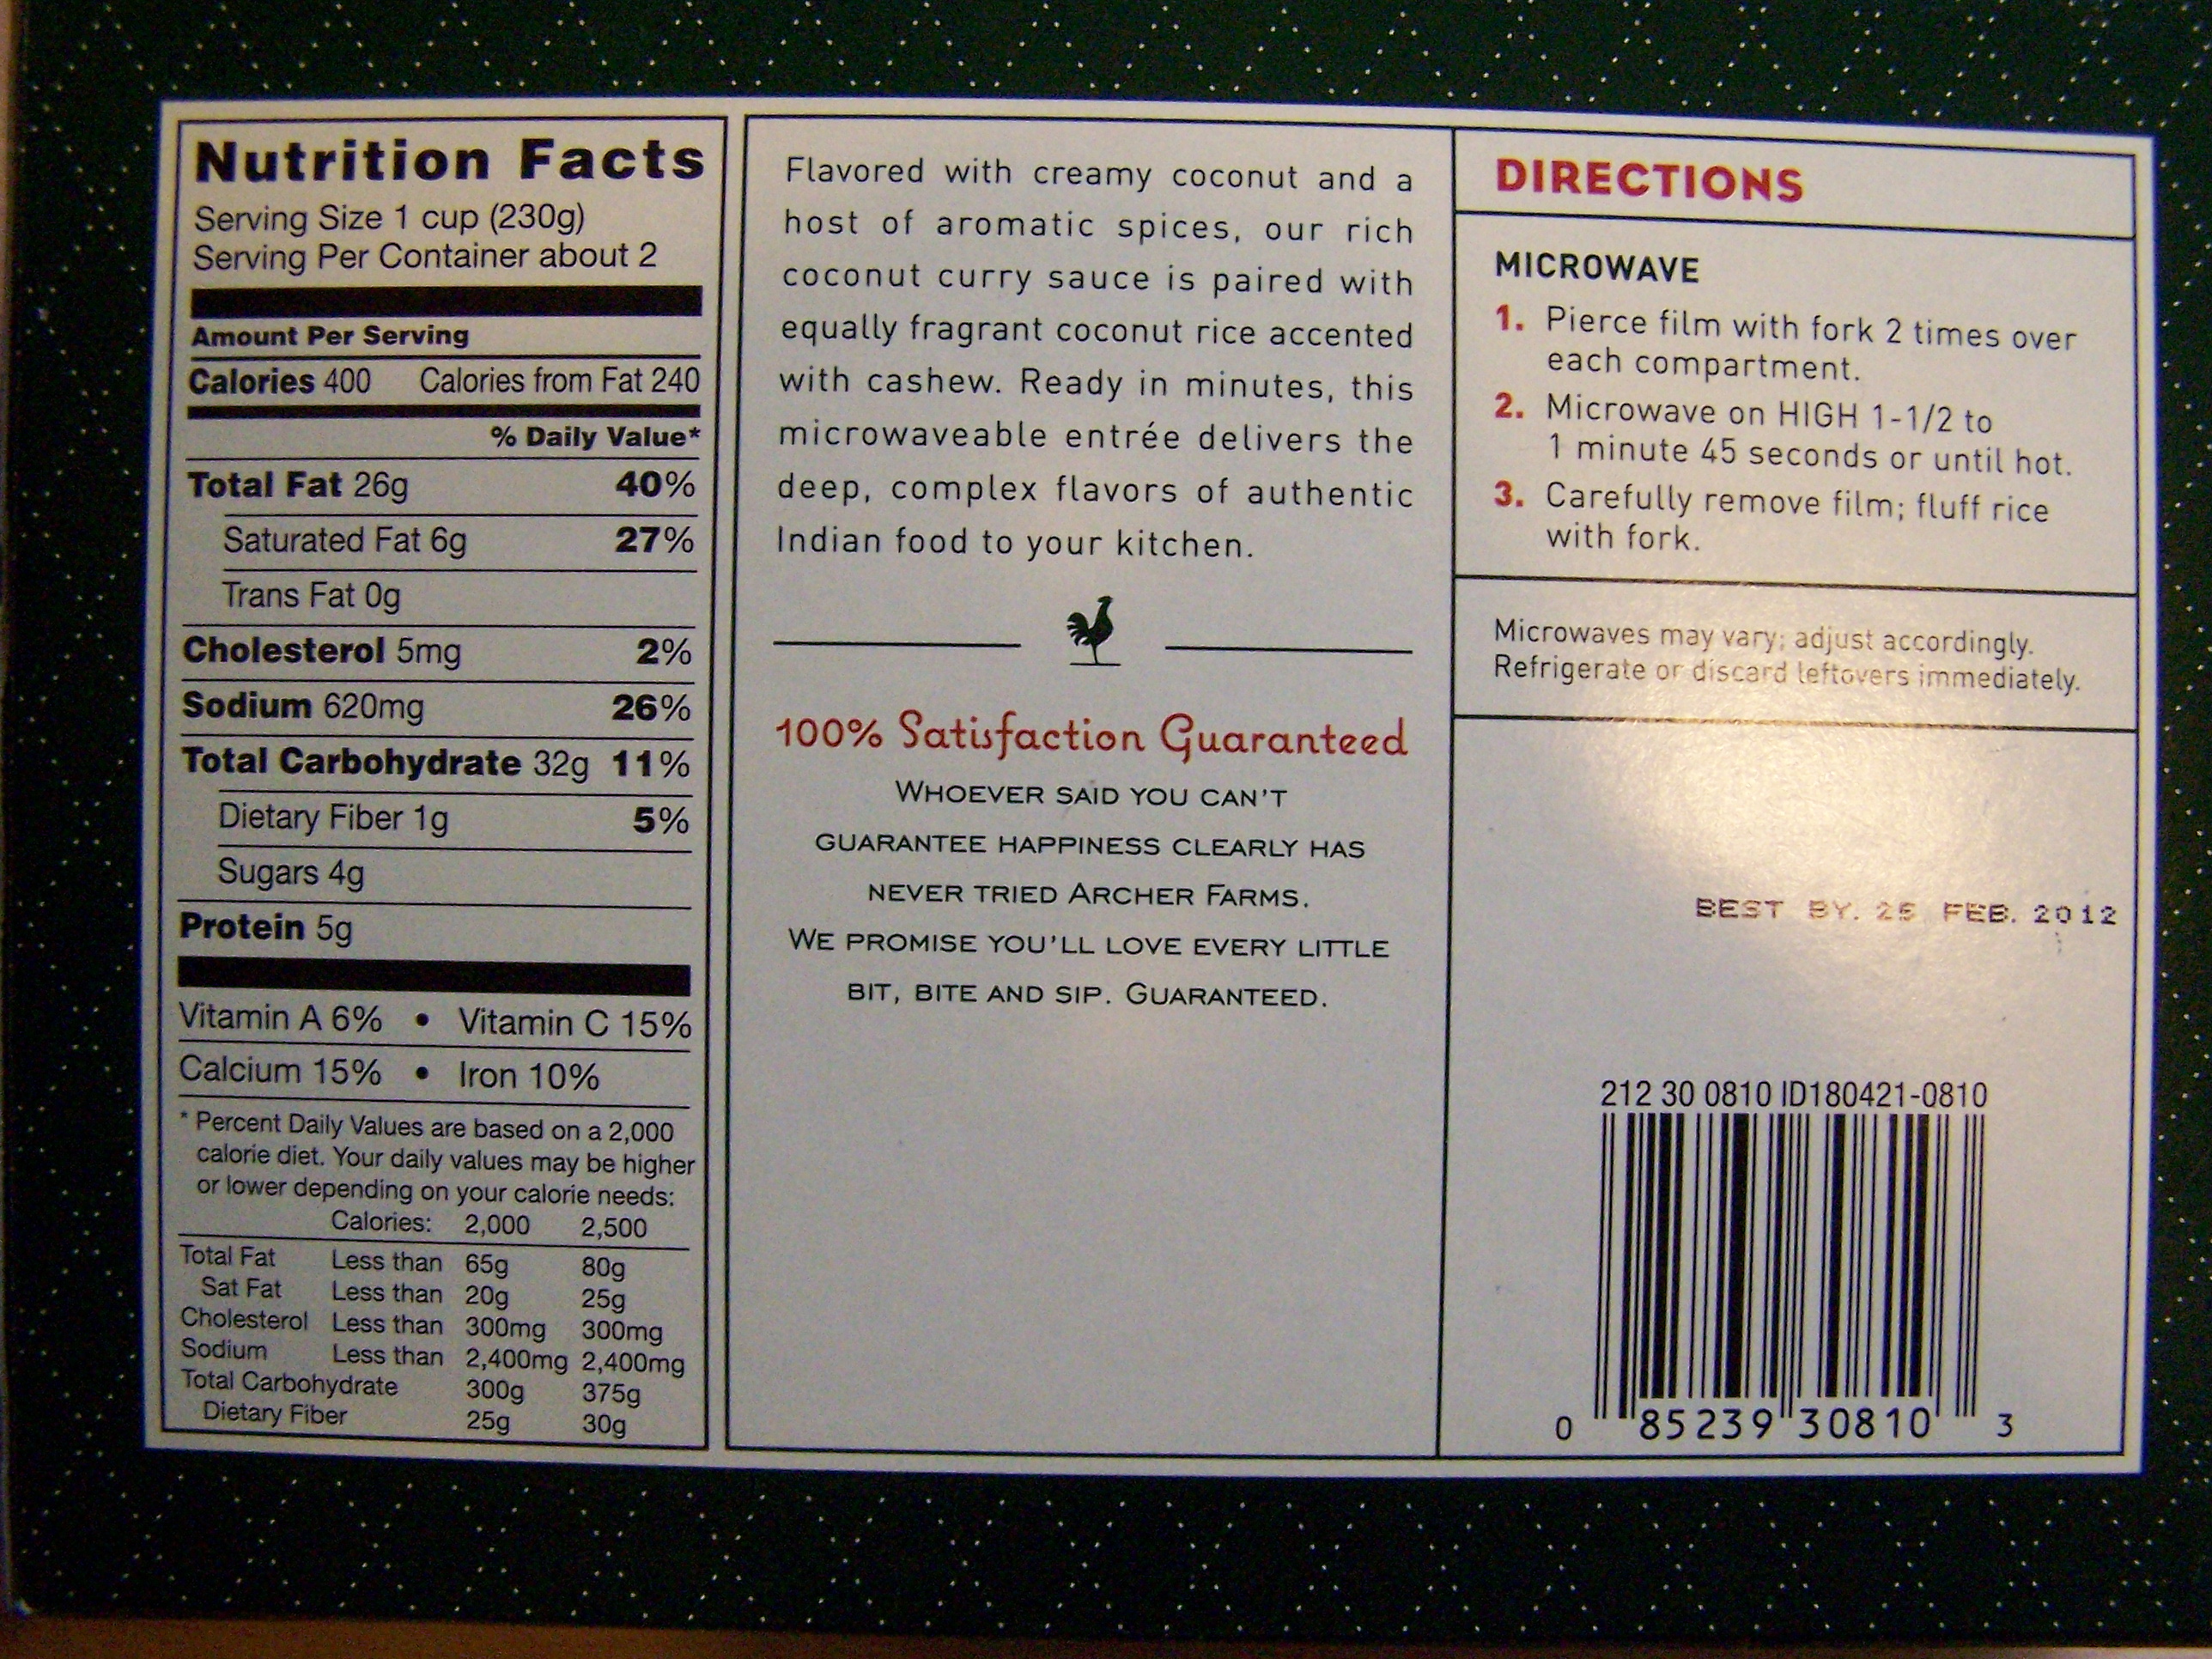 Nutrition Facts
Serving Size 1 cup (230g)
Serving Per Container about 2
Amount Per Serving
Calories 400 Calories from Fat 240
% Daily Value*
Total Fat 26g 40%
Saturated Fat 6g 27%
Trans Fat 0g
Cholesterol 5mg 2%
Sodium 620mg 26%
Total Carbohydrate 32g 11%
Dietary Fiber 1g 5%
Sugars 4g
Protein 5g
Vitamin A 6% • Vitamin C 15%
Calcium 15% • Iron 10%
* Percent Daily Values are based on a 2,000
calorie diet. Your daily values may be higher
or lower depending on your calorie needs:
Calories: 2,000 2,500
Total Fat Less than 65g 80g
Sat Fat Less than 20g 25g
Cholesterol Less than 300mg 300mg
Sodium Less than 2,400mg 2,400mg
Total Carbohydrate 300g 375g
Dietary Fiber 25g 30g
Flavored with creamy coconut and a
host of aromatic spices, our rich
coconut curry sauce is paired with
equally fragrant coconut rice accented
with cashew. Ready in minutes, this
microwaveable entrée delivers the
deep, complex flavors of authentic
Indian food to your kitchen.
100% Satisfaction Guaranteed
WHOEVER SAID YOU CAN'T
GUARANTEE HAPPINESS CLEARLY HAS
NEVER TRIED ARCHER FARMS.
WE PROMISE YOU'LL LOVE EVERY LITTLE
BIT, BITE AND SIP. GUARANTEED.
DIRECTIONS
MICROWAVE
1. Pierce film with fork 2 times over
each compartment.
2. Microwave on HIGH 1-1/2 to
1 minute 45 seconds or until hot.
3. Carefully remove film; fluff rice
with fork.
Microwaves may vary; adjust accordingly.
Refrigerate or discard leftovers immediately.
BEST BY. 25 FEB. 2012
212 30 0810 ID180421-0810
0 85239 30810 3